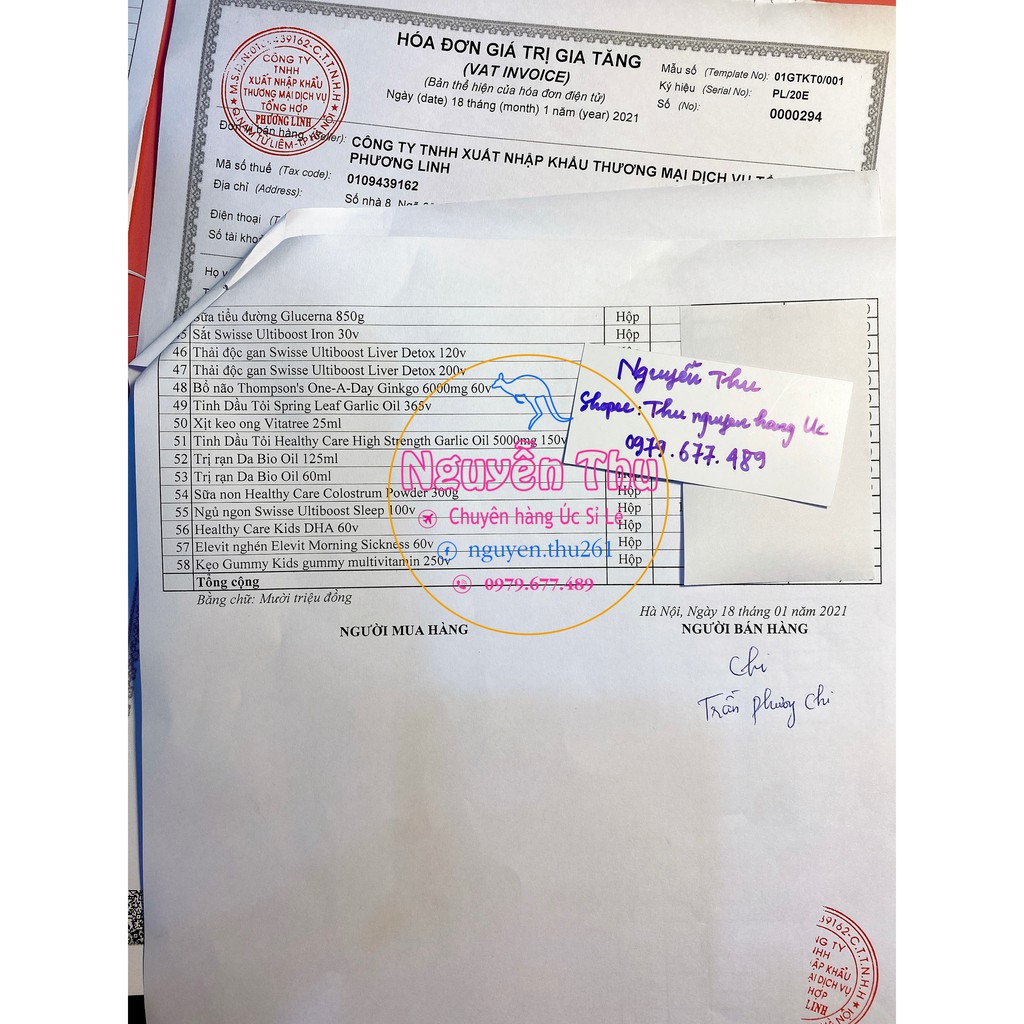 HÓA ĐƠN GIÁ TRỊ GIA TĂNG
(VAT INVOICE)
(Bản thể hiện của hóa đơn điện tử)
Ngày (date) 18 tháng (month) 1 năm (year) 2021
Mẫu số (Template No): 01GTKT0/001
Ký hiệu (Serial No): PL/20E
Số (No): 0000294
CÔNG TY
TNHH
XUẤT NHẬP KHẨU
THƯƠNG MẠI DỊCH VỤ
TỔNG HỢP
PHƯƠNG LINH
Q. NAM TỪ LIÊM-T.P HÀ NỘI
Đơn vị bán hàng CÔNG TY TNHH XUẤT NHẬP KHẨU THƯƠNG MẠI DỊCH VỤ
PHƯƠNG LINH
Mã số thuế (Tax code): 0109439162
Địa chỉ (Address): Số nhà 8,
Điện thoại
Số tài
Sữa tiểu đường Glucerna 850g Hộp
Sắt Swisse Ultiboost Iron 30v Hộp
46 Thải độc gan Swisse Ultiboost Liver Detox 120v
47 Thải độc gan Swisse Ultiboost Liver Detox 200v
48 Bổ não Thompson's One-A-Day Ginkgo 6000mg 60v
49 Tinh Dầu Tỏi Spring Leaf Garlic Oil 365v
50 Xịt keo ong Vitatree 25ml
51 Tinh Dầu Tỏi Healthy Care High Strength Garlic Oil 5000mg 150v
52 Trị rạn Da Bio Oil 125ml
53 Trị rạn Da Bio Oil 60ml
54 Sữa non Healthy Care Colostrum Powder 300g Hộp
55 Ngủ ngon Swisse Ultiboost Sleep 100v Hộp
56 Healthy Care Kids DHA 60v Hộp
57 Elevit nghén Elevit Morning Sickness 60v Hộp
58 Kẹo Gummy Kids gummy multivitamin 250v Hộp
Tổng cộng
Bằng chữ: Mười triệu đồng
Nguyễn Thu
Shopee: Thu nguyen hang Uc
0979.677.489
Nguyễn Thu
Chuyên hàng Úc Sỉ Lẻ
nguyen.thu261
0979.677.489
Hà Nội, Ngày 18 tháng 01 năm 2021
NGƯỜI MUA HÀNG NGƯỜI BÁN HÀNG
Chi
Trần Phương Chi
39162-C.T.T.N.H.H